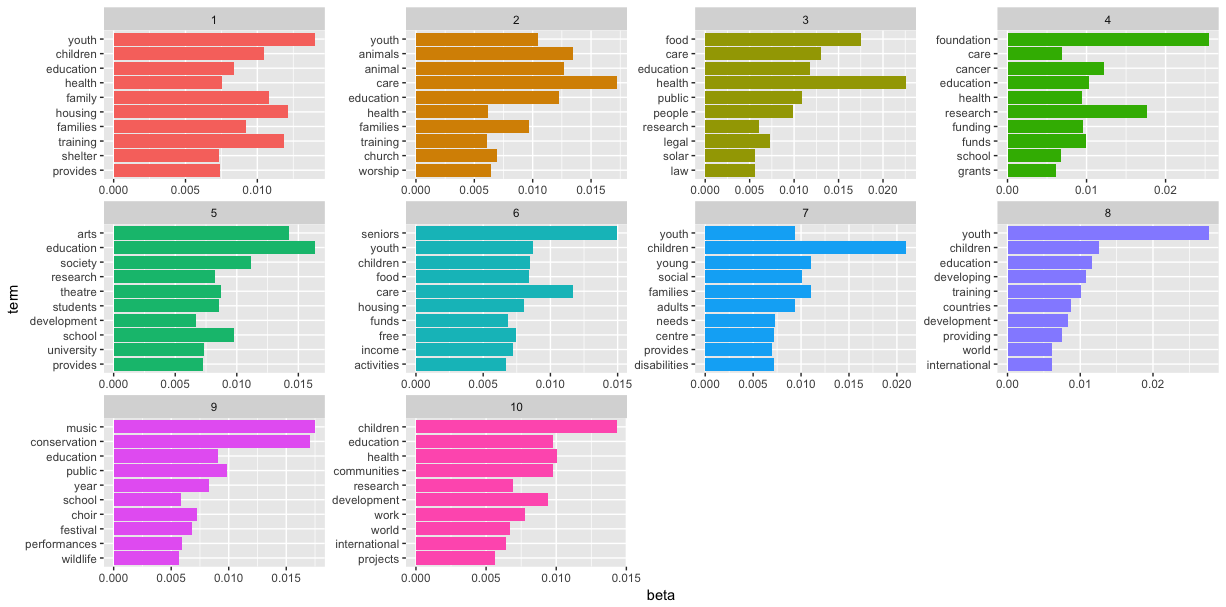 1
youth
children
education
health
family
housing
families
training
shelter
provides
0.000 0.005 0.010
2
youth
animals
animal
care
education
health
families
training
church
worship
0.000 0.005 0.010 0.015
3
food
care
education
health
public
people
research
legal
solar
law
0.000 0.005 0.010 0.015 0.020
4
foundation
care
cancer
education
health
research
funding
funds
school
grants
0.00 0.01 0.02
5
arts
education
society
research
theatre
students
development
school
university
provides
0.000 0.005 0.010 0.015
6
seniors
youth
children
food
care
housing
funds
free
income
activities
0.000 0.005 0.010 0.015
7
youth
children
young
social
families
adults
needs
centre
provides
disabilities
0.000 0.005 0.010 0.015 0.020
8
youth
children
education
developing
training
countries
development
providing
world
international
0.00 0.01 0.02
9
music
conservation
education
public
year
school
choir
festival
performances
wildlife
0.000 0.005 0.010 0.015
10
children
education
health
communities
research
development
work
world
international
projects
0.000 0.005 0.010 0.015
term
beta